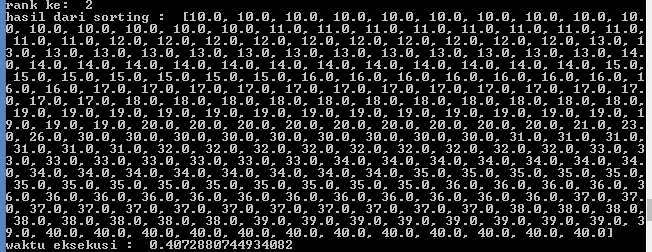 rank ke:  2
hasil dari sorting :  [10.0, 10.0, 10.0, 10.0, 10.0, 10.0, 10.0, 10.0, 10.0, 10.
0, 10.0, 10.0, 10.0, 10.0, 11.0, 11.0, 11.0, 11.0, 11.0, 11.0, 11.0, 11.0, 11.0,
 11.0, 11.0, 12.0, 12.0, 12.0, 12.0, 12.0, 12.0, 12.0, 12.0, 12.0, 12.0, 13.0, 1
3.0, 13.0, 13.0, 13.0, 13.0, 13.0, 13.0, 13.0, 13.0, 13.0, 13.0, 13.0, 13.0, 14.
0, 14.0, 14.0, 14.0, 14.0, 14.0, 14.0, 14.0, 14.0, 14.0, 14.0, 14.0, 14.0, 15.0,
 15.0, 15.0, 15.0, 15.0, 15.0, 16.0, 16.0, 16.0, 16.0, 16.0, 16.0, 16.0, 16.0, 1
6.0, 16.0, 17.0, 17.0, 17.0, 17.0, 17.0, 17.0, 17.0, 17.0, 17.0, 17.0, 17.0, 17.
0, 17.0, 17.0, 18.0, 18.0, 18.0, 18.0, 18.0, 18.0, 18.0, 18.0, 18.0, 18.0, 18.0,
 19.0, 19.0, 19.0, 19.0, 19.0, 19.0, 19.0, 19.0, 19.0, 19.0, 19.0, 19.0, 19.0, 1
9.0, 19.0, 19.0, 20.0, 20.0, 20.0, 20.0, 20.0, 20.0, 20.0, 20.0, 20.0, 21.0, 23.
0, 26.0, 30.0, 30.0, 30.0, 30.0, 30.0, 30.0, 30.0, 30.0, 30.0, 30.0, 31.0, 31.0,
 31.0, 31.0, 32.0, 32.0, 32.0, 32.0, 32.0, 32.0, 32.0, 32.0, 32.0, 32.0, 33.0, 3
3.0, 33.0, 33.0, 33.0, 33.0, 33.0, 34.0, 34.0, 34.0, 34.0, 34.0, 34.0, 34.0, 34.
0, 34.0, 34.0, 34.0, 34.0, 34.0, 35.0, 35.0, 35.0, 35.0, 35.0, 35.0, 35.0, 35.0,
 35.0, 35.0, 35.0, 35.0, 35.0, 35.0, 35.0, 35.0, 36.0, 36.0, 36.0, 36.0, 36.0, 3
6.0, 36.0, 36.0, 36.0, 36.0, 36.0, 36.0, 36.0, 36.0, 36.0, 36.0, 36.0, 37.0, 37.
0, 37.0, 37.0, 37.0, 37.0, 37.0, 37.0, 37.0, 37.0, 37.0, 37.0, 37.0, 37.0, 38.0,
 38.0, 38.0, 38.0, 38.0, 38.0, 38.0, 38.0, 39.0, 39.0, 39.0, 39.0, 39.0, 39.0, 3
9.0, 40.0, 40.0, 40.0, 40.0, 40.0, 40.0, 40.0, 40.0, 40.0, 40.0, 40.0, 40.0]
waktu eksekusi :  0.4072880744934082